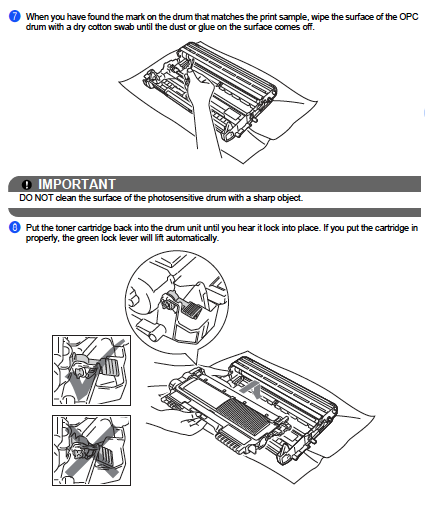 7 When you have found the mark on the drum that matches the print sample, wipe the surface of the OPC
drum with a dry cotton swab until the dust or glue on the surface comes off.
! IMPORTANT
DO NOT clean the surface of the photosensitive drum with a sharp object.
8 Put the toner cartridge back into the drum unit until you hear it lock into place. If you put the cartridge in
properly, the green lock lever will lift automatically.